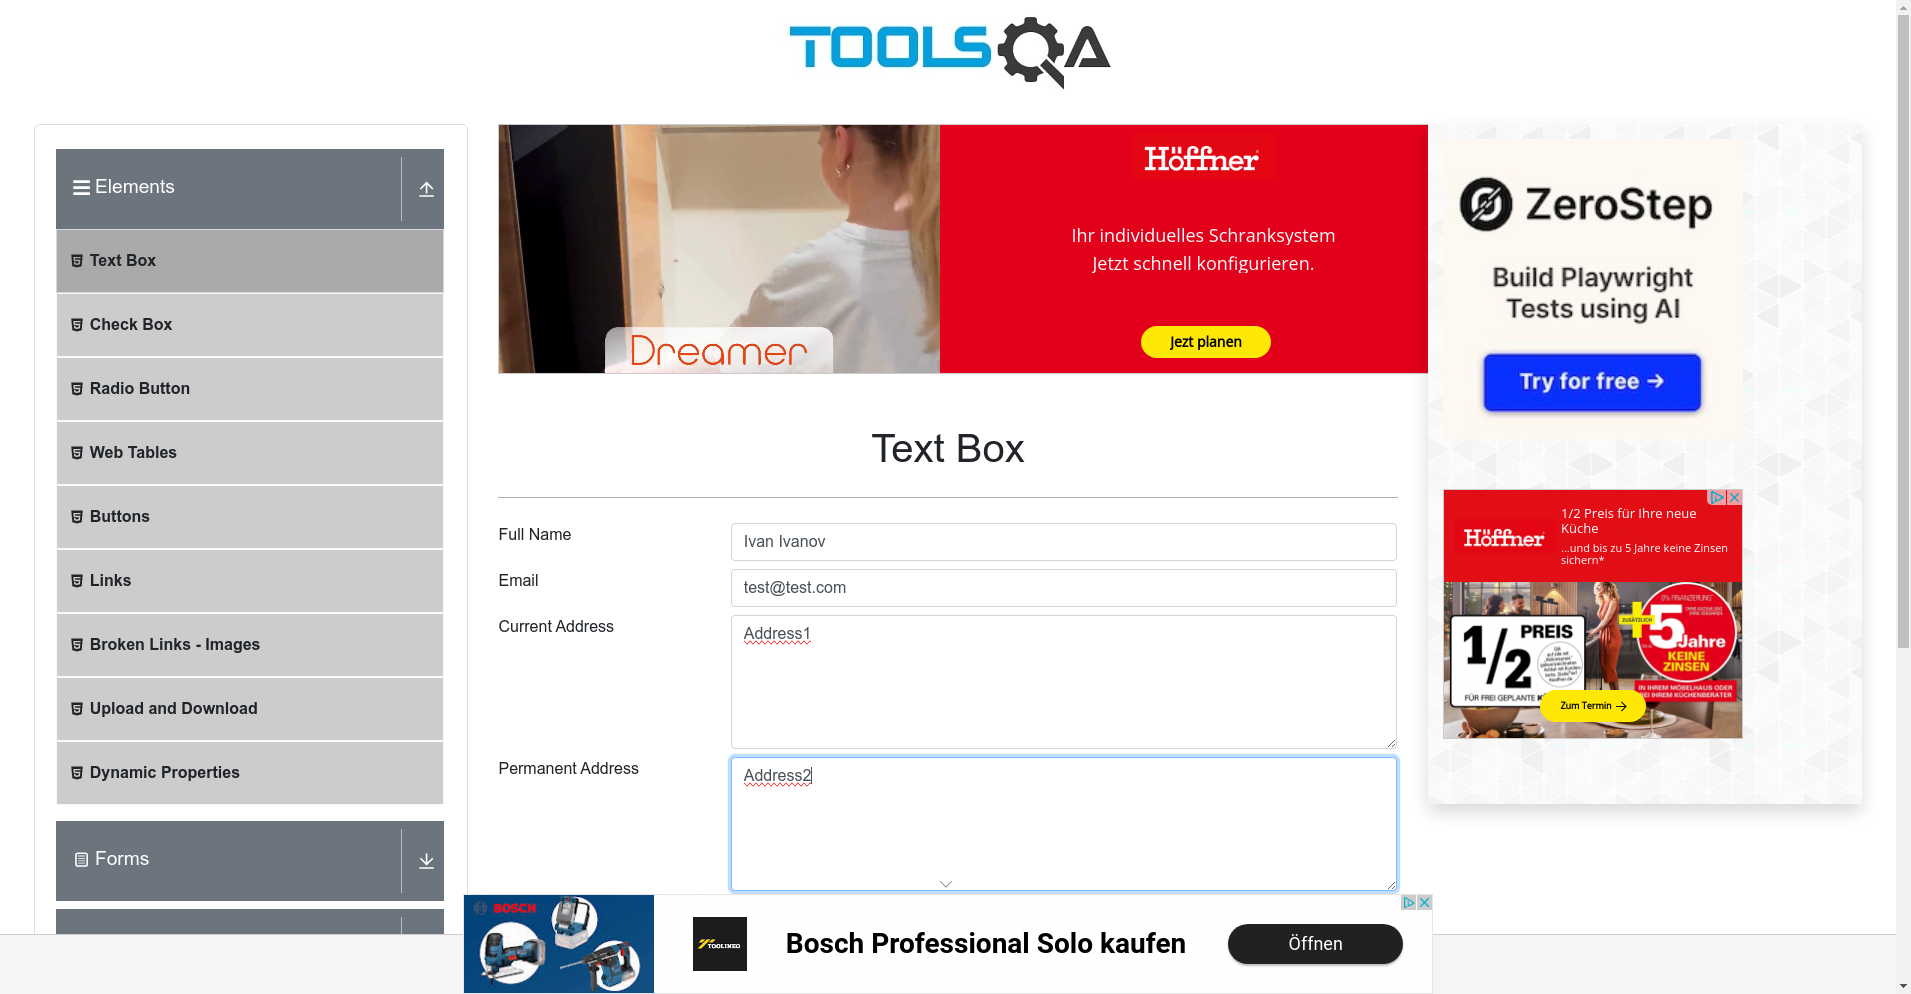 TOOLSQA
Elements
Text Box
Check Box
Radio Button
Web Tables
Buttons
Links
Broken Links - Images
Upload and Download
Dynamic Properties
Forms
Höffner
Ihr individuelles Schranksystem
Jetzt schnell konfigurieren.
Jezt planen
Dreamer
Text Box
Full Name
Ivan Ivanov
Email
test@test.com
Current Address
Address1
Permanent Address
Address2
ZeroStep
Build Playwright
Tests using AI
Try for free →
Höffner
1/2 Preis für Ihre neue
Küche
...und bis zu 5 Jahre keine Zinsen
sichern*
1/2 PREIS
FÜR FREI GEPLANTE
0% FINANZIERUNG
ZUSÄTZLICH
+5 Jahre
KEINE
ZINSEN
IN IHREM MÖBELHAUS ODER
BEI IHREM KÜCHENBERATER
Zum Termin →
BOSCH
TOOLINEO
Bosch Professional Solo kaufen
Öffnen